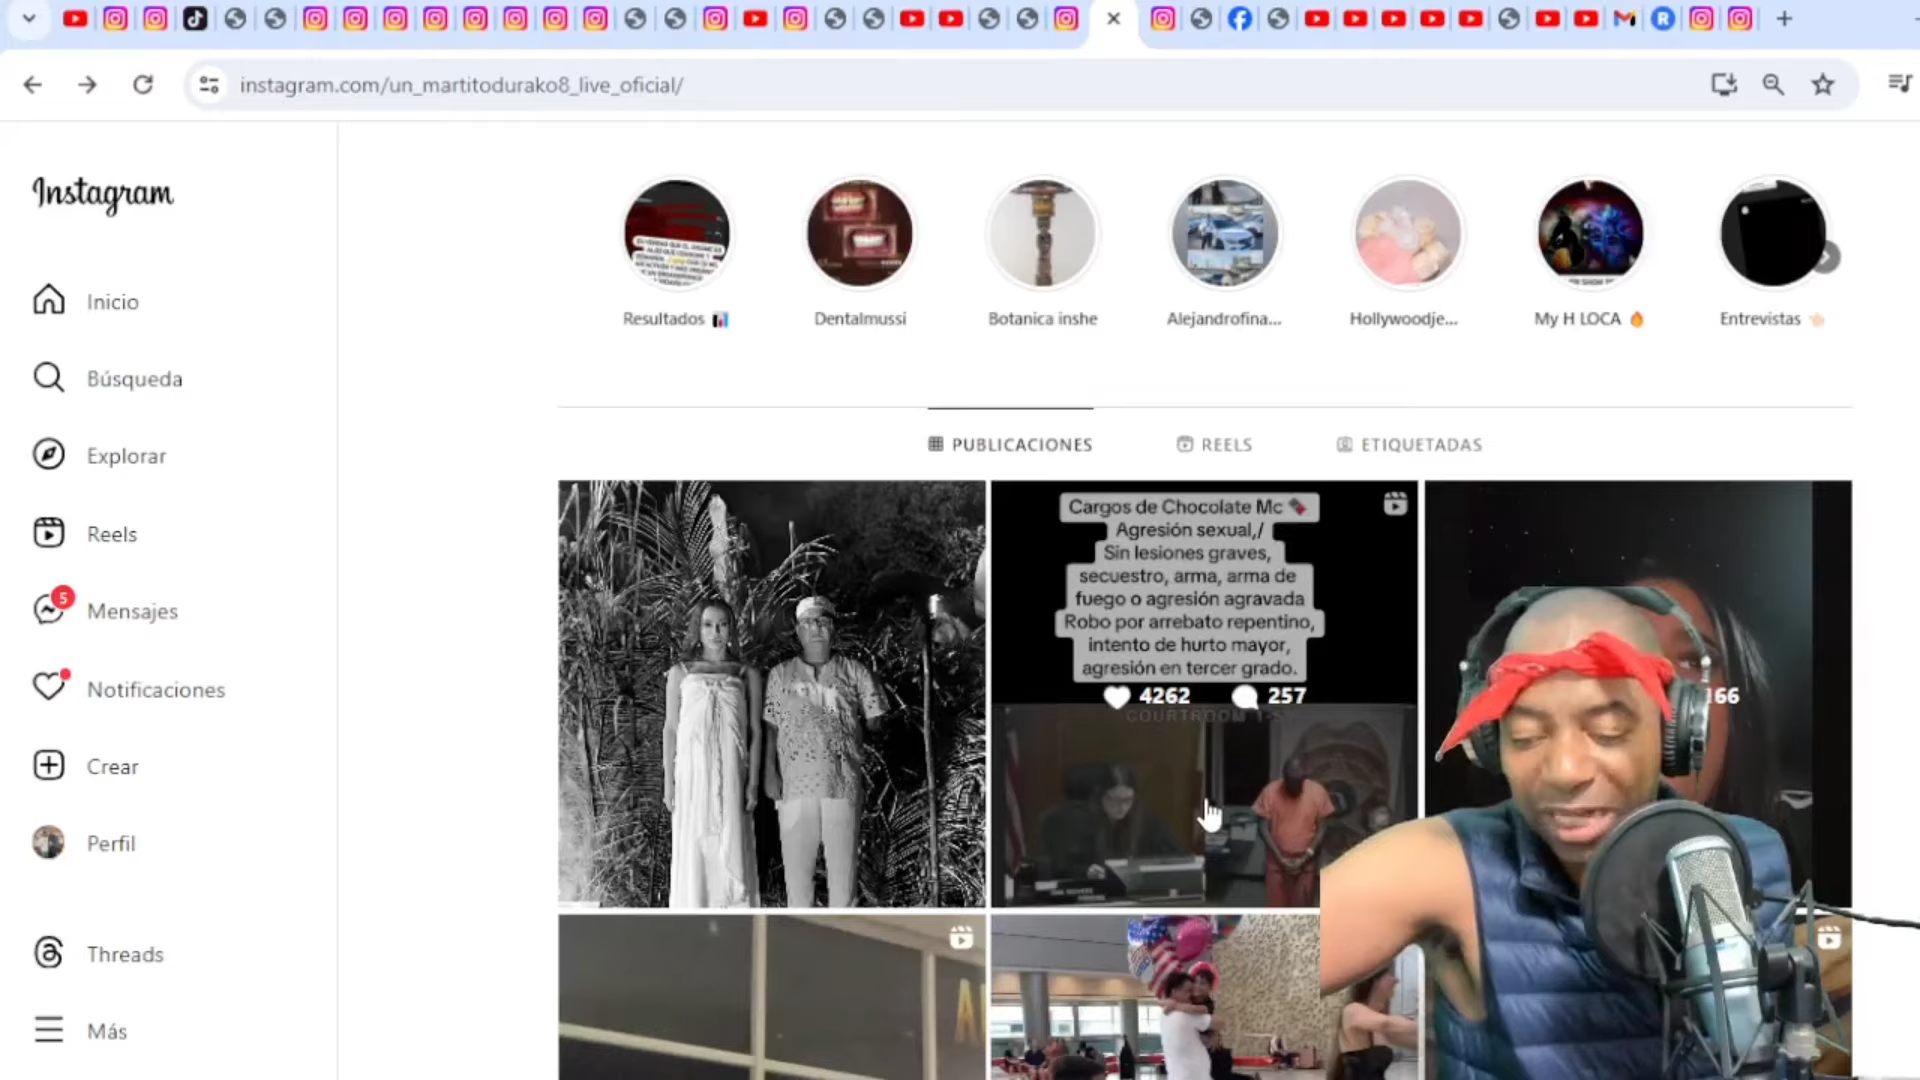 instagram.com/un_martitodurako8_live_oficial/
Instagram
Inicio
Búsqueda
Explorar
Reels
5
Mensajes
Notificaciones
Crear
Perfil
Threads
Más
Resultados
Dentalmussi
Botanica inshe
Alejandrofina...
Hollywoodje...
My H LOCA
Entrevistas
PUBLICACIONES
REELS
ETIQUETADAS
Cargos de Chocolate Mc
Agresión sexual,/
Sin lesiones graves,
secuestro, arma, arma de
fuego o agresión agravada
Robo por arrebato repentino,
intento de hurto mayor,
agresión en tercer grado.
4262 257
COURTROOM
166